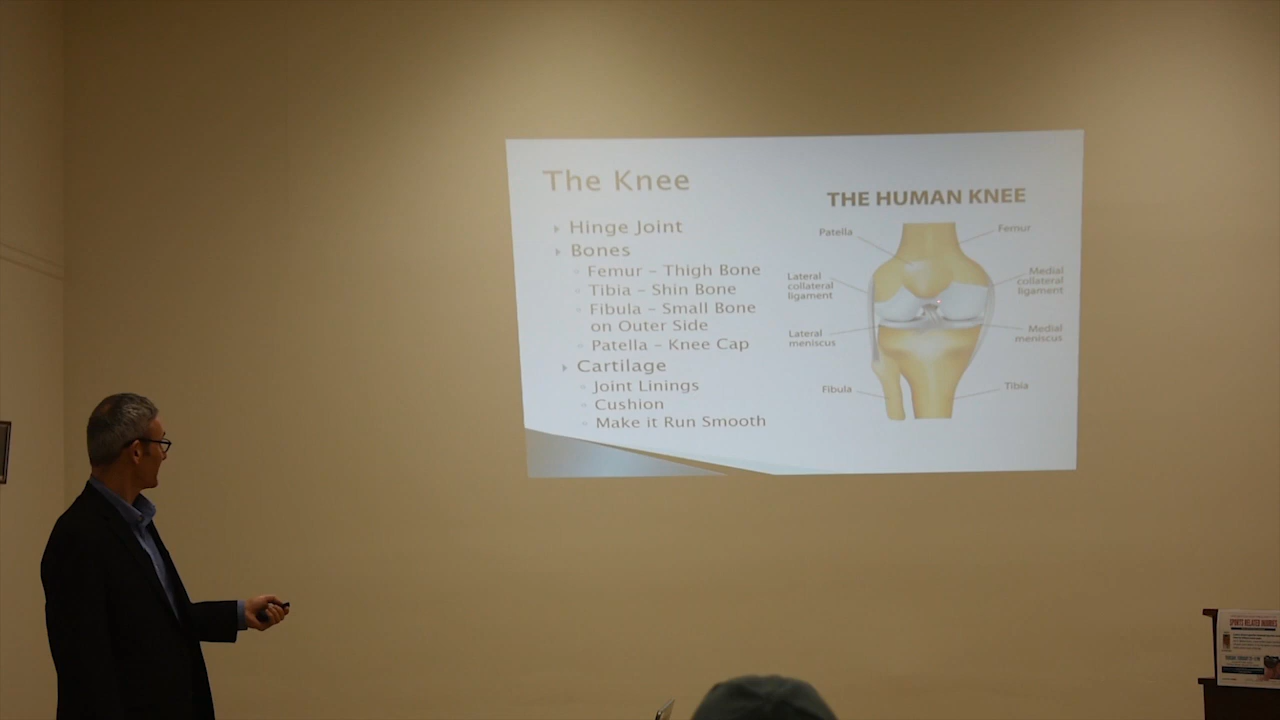 The Knee
Hinge Joint
Bones
Femur – Thigh Bone
Tibia – Shin Bone
Fibula – Small Bone
on Outer Side
Patella – Knee Cap
Cartilage
Joint Linings
Cushion
Make it Run Smooth
THE HUMAN KNEE
Patella
Femur
Lateral
collateral
ligament
Medial
collateral
ligament
Lateral
meniscus
Medial
meniscus
Fibula
Tibia
SPORTS RELATED INJURIES